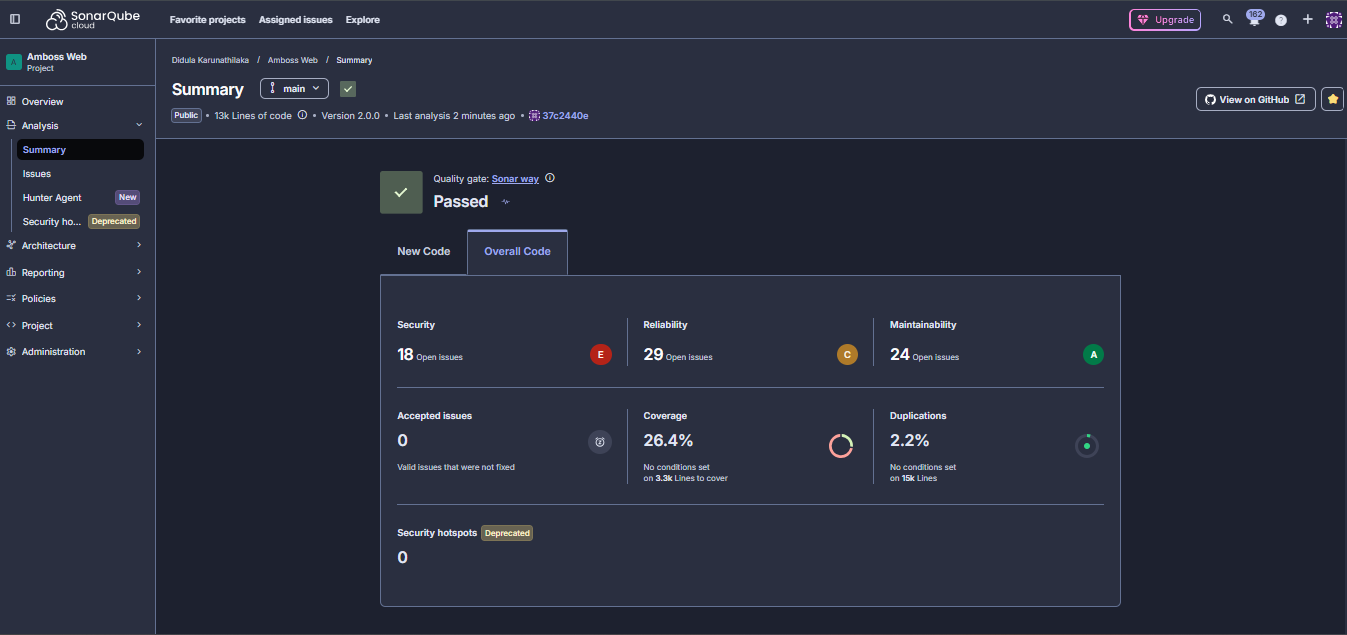 SonarQube cloud
Favorite projects Assigned issues Explore
Upgrade
162
A Amboss Web
Project
Overview
Analysis
Summary
Issues
Hunter Agent New
Security ho... Deprecated
Architecture
Reporting
Policies
Project
Administration
Didula Karunathilaka / Amboss Web / Summary
Summary main
View on GitHub
Public • 13k Lines of code • Version 2.0.0 • Last analysis 2 minutes ago • 37c2440e
Quality gate: Sonar way
Passed
New Code Overall Code
Security Reliability Maintainability
18 Open issues E 29 Open issues C 24 Open issues A
Accepted issues Coverage Duplications
0 26.4% 2.2%
Valid issues that were not fixed No conditions set No conditions set
on 3.3k Lines to cover on 15k Lines
Security hotspots Deprecated
0